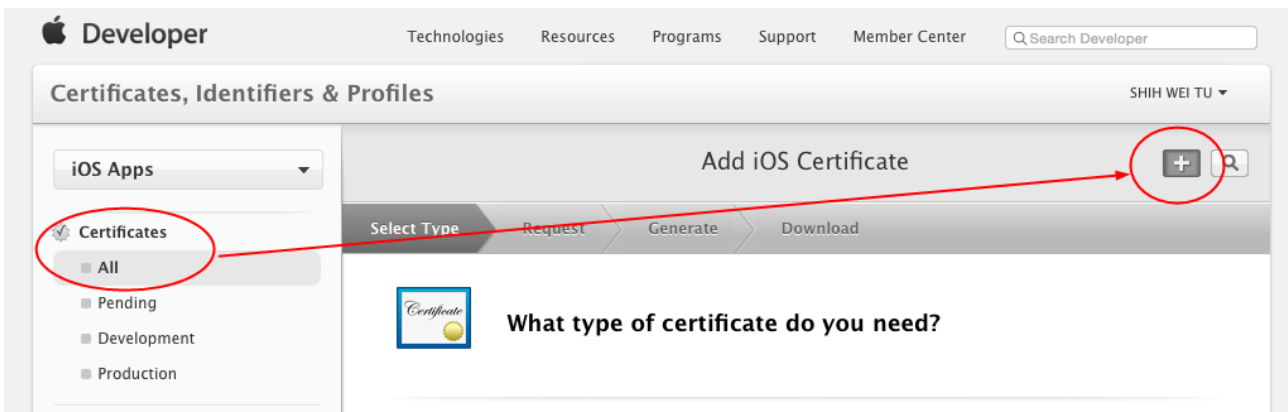 Developer
Technologies Resources Programs Support Member Center Search Developer
Certificates, Identifiers & Profiles SHIH WEI TU
iOS Apps
Add iOS Certificate
Certificates
Select Type Request Generate Download
All
Pending
Development
Production
Certificate
What type of certificate do you need?